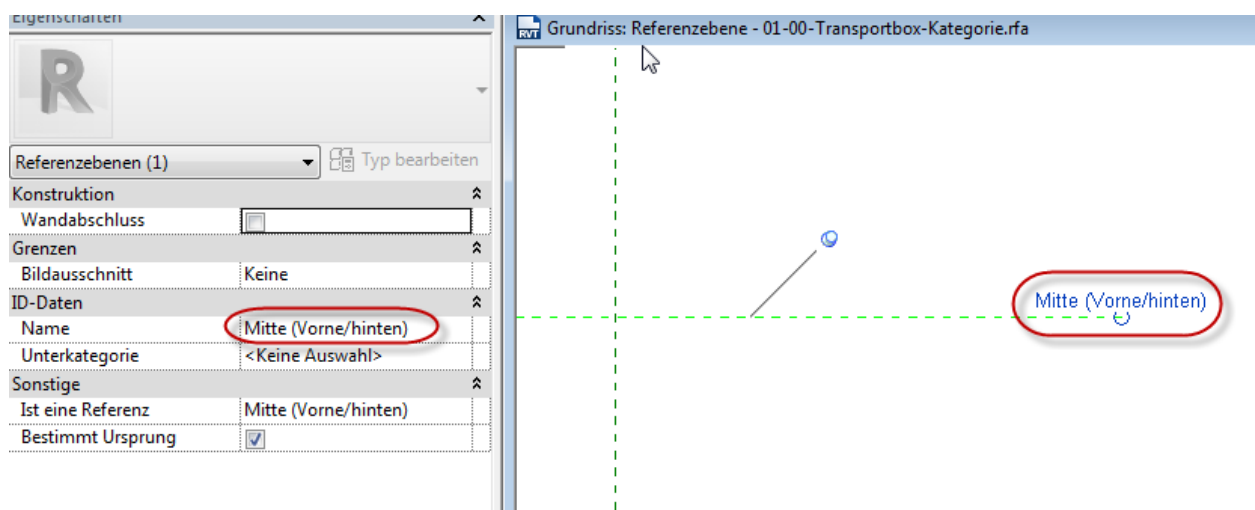 Eigenschaften
RVT Grundriss: Referenzebene - 01-00-Transportbox-Kategorie.rfa
R
Referenzebenen (1) Typ bearbeiten
Konstruktion
Wandabschluss
Grenzen
Bildausschnitt Keine
ID-Daten
Name Mitte (Vorne/hinten)
Unterkategorie <Keine Auswahl>
Sonstige
Ist eine Referenz Mitte (Vorne/hinten)
Bestimmt Ursprung
Mitte (Vorne/hinten)